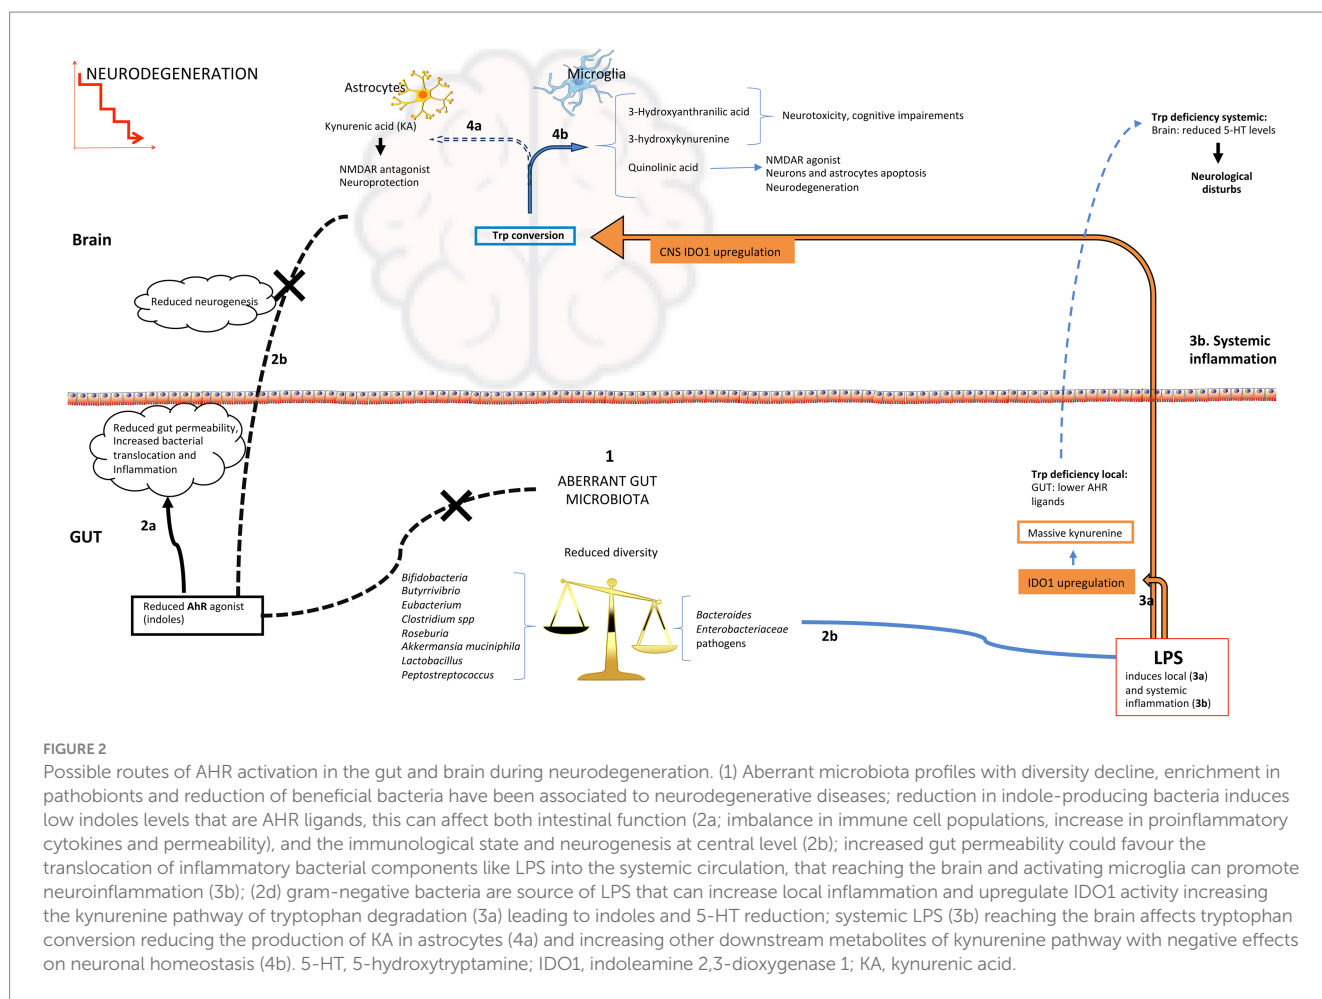 NEURODEGENERATION
Astrocytes
Microglia
Kynurenic acid (KA)
NMDAR antagonist
Neuroprotection
4a
4b
3-Hydroxyanthranilic acid
3-hydroxykynurenine
Quinolinic acid
Neurotoxicity, cognitive impairements
NMDAR agonist
Neurons and astrocytes apoptosis
Neurodegeneration
Trp deficiency systemic:
Brain: reduced 5-HT levels
Neurological
disturbs
Brain
Trp conversion
CNS IDO1 upregulation
Reduced neurogenesis
2b
3b. Systemic
inflammation
Reduced gut permeability,
Increased bacterial
translocation and
Inflammation
2a
GUT
1
ABERRANT GUT
MICROBIOTA
Reduced diversity
Trp deficiency local:
GUT: lower AHR
ligands
Massive kynurenine
IDO1 upregulation
3a
Reduced AhR agonist
(indoles)
Bifidobacteria
Butyrrivibrio
Eubacterium
Clostridium spp
Roseburia
Akkermansia muciniphila
Lactobacillus
Peptostreptococcus
Bacteroides
Enterobacteriaceae
pathogens
2b
LPS
induces local (3a)
and systemic
inflammation (3b)
FIGURE 2
Possible routes of AHR activation in the gut and brain during neurodegeneration. (1) Aberrant microbiota profiles with diversity decline, enrichment in
pathobionts and reduction of beneficial bacteria have been associated to neurodegenerative diseases; reduction in indole-producing bacteria induces
low indoles levels that are AHR ligands, this can affect both intestinal function (2a; imbalance in immune cell populations, increase in proinflammatory
cytokines and permeability), and the immunological state and neurogenesis at central level (2b); increased gut permeability could favour the
translocation of inflammatory bacterial components like LPS into the systemic circulation, that reaching the brain and activating microglia can promote
neuroinflammation (3b); (2d) gram-negative bacteria are source of LPS that can increase local inflammation and upregulate IDO1 activity increasing
the kynurenine pathway of tryptophan degradation (3a) leading to indoles and 5-HT reduction; systemic LPS (3b) reaching the brain affects tryptophan
conversion reducing the production of KA in astrocytes (4a) and increasing other downstream metabolites of kynurenine pathway with negative effects
on neuronal homeostasis (4b). 5-HT, 5-hydroxytryptamine; IDO1, indoleamine 2,3-dioxygenase 1; KA, kynurenic acid.